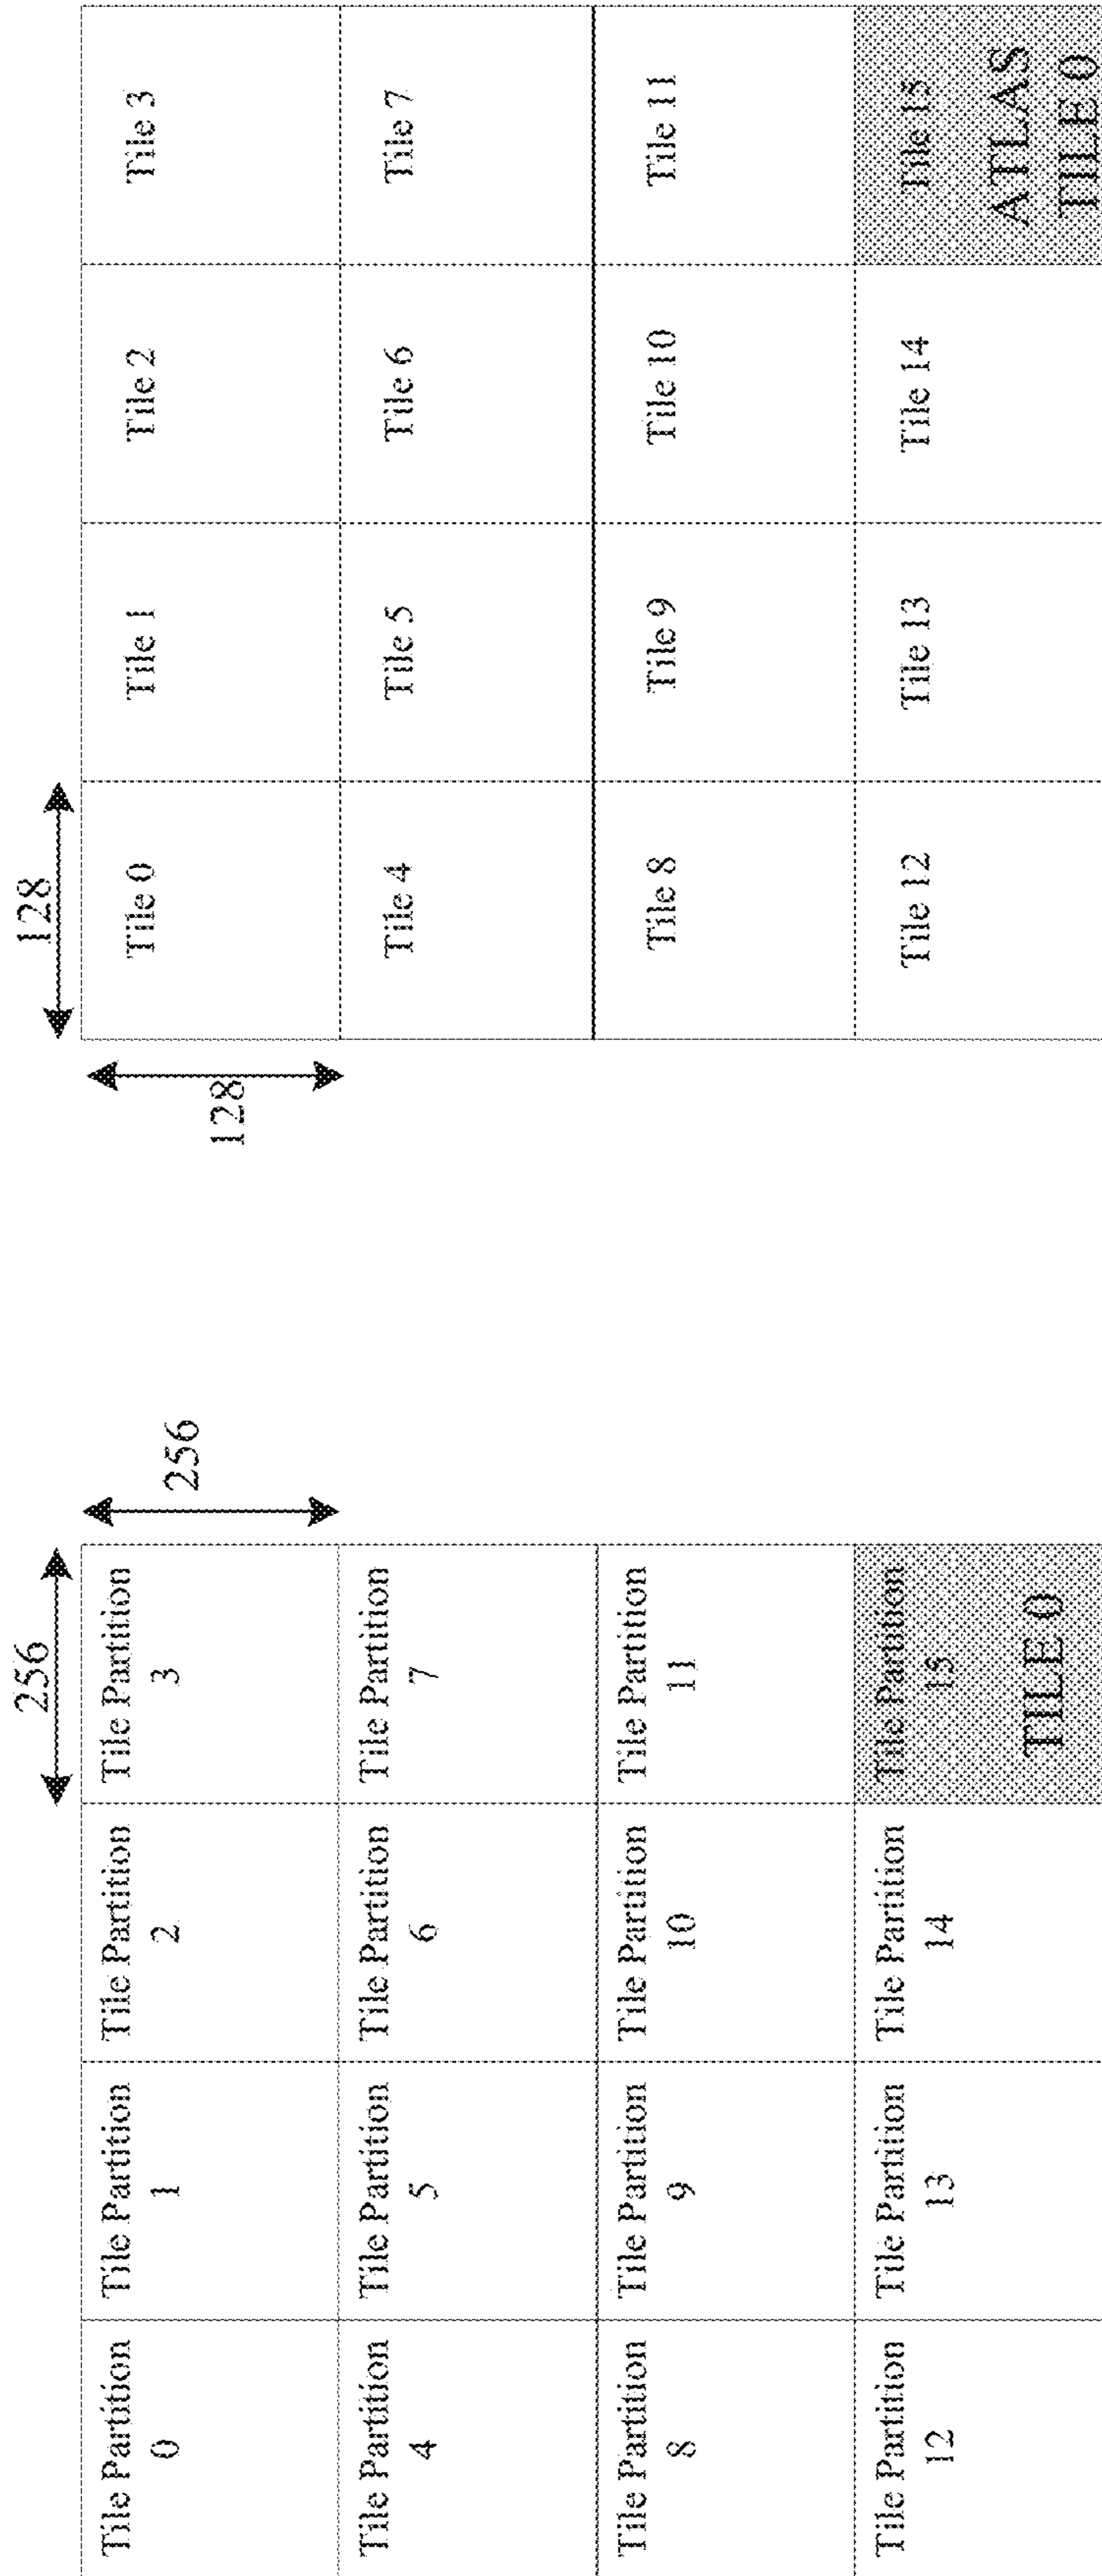 256
256
Tile Partition
0
Tile Partition
1
Tile Partition
2
Tile Partition
3
Tile Partition
4
Tile Partition
5
Tile Partition
6
Tile Partition
7
Tile Partition
8
Tile Partition
9
Tile Partition
10
Tile Partition
11
Tile Partition
12
Tile Partition
13
Tile Partition
14
Tile Partition
15
TILE 0
128
128
Tile 0
Tile 1
Tile 2
Tile 3
Tile 4
Tile 5
Tile 6
Tile 7
Tile 8
Tile 9
Tile 10
Tile 11
Tile 12
Tile 13
Tile 14
Tile 15
ATLAS
TILE 0